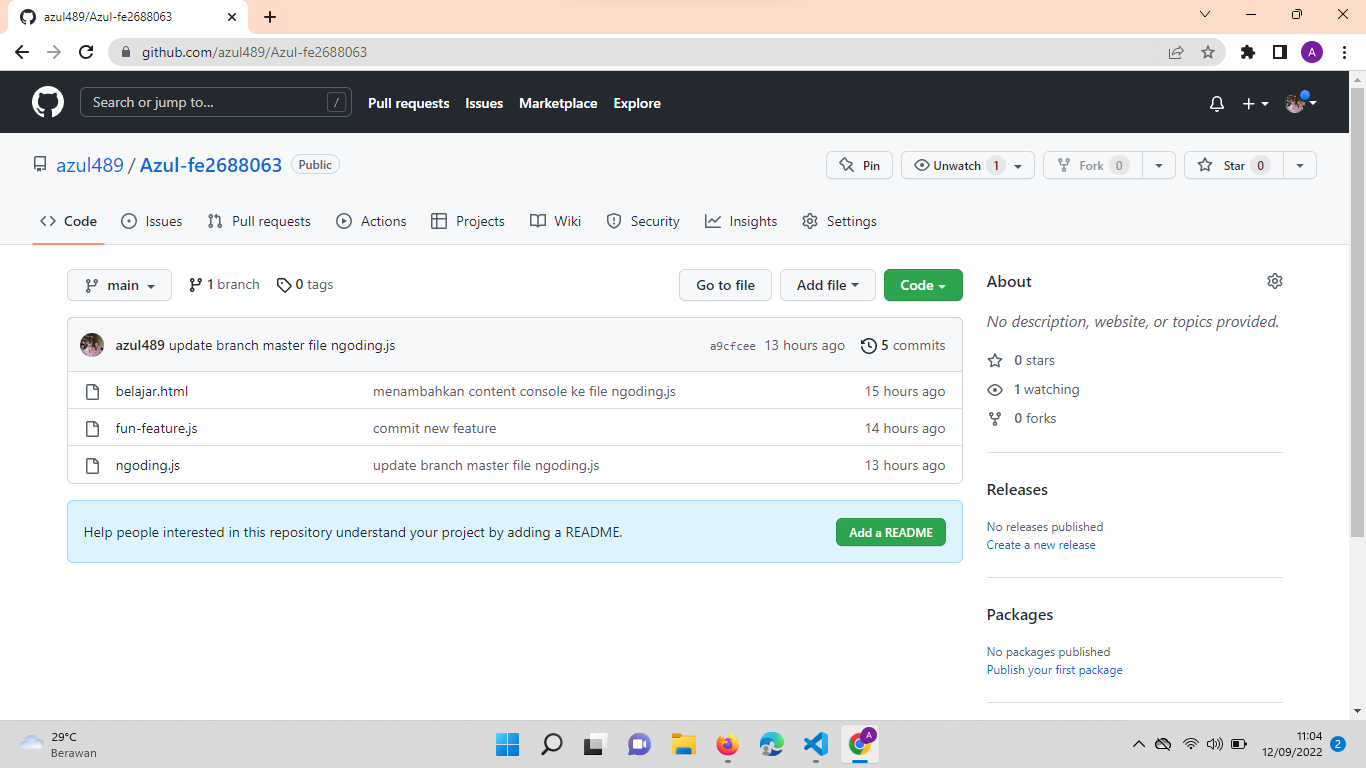 azul489/Azul-fe2688063
github.com/azul489/Azul-fe2688063
A
Search or jump to... /
Pull requests Issues Marketplace Explore
azul489 / Azul-fe2688063 Public
Pin Unwatch 1 Fork 0 Star 0
Code Issues Pull requests Actions Projects Wiki Security Insights Settings
main 1 branch 0 tags Go to file Add file Code
azul489 update branch master file ngoding.js a9cfcee 13 hours ago 5 commits
belajar.html menambahkan content console ke file ngoding.js 15 hours ago
fun-feature.js commit new feature 14 hours ago
ngoding.js update branch master file ngoding.js 13 hours ago
Help people interested in this repository understand your project by adding a README. Add a README
About
No description, website, or topics provided.
0 stars
1 watching
0 forks
Releases
No releases published
Create a new release
Packages
No packages published
Publish your first package
29°C
Berawan
A
11:04
12/09/2022 2